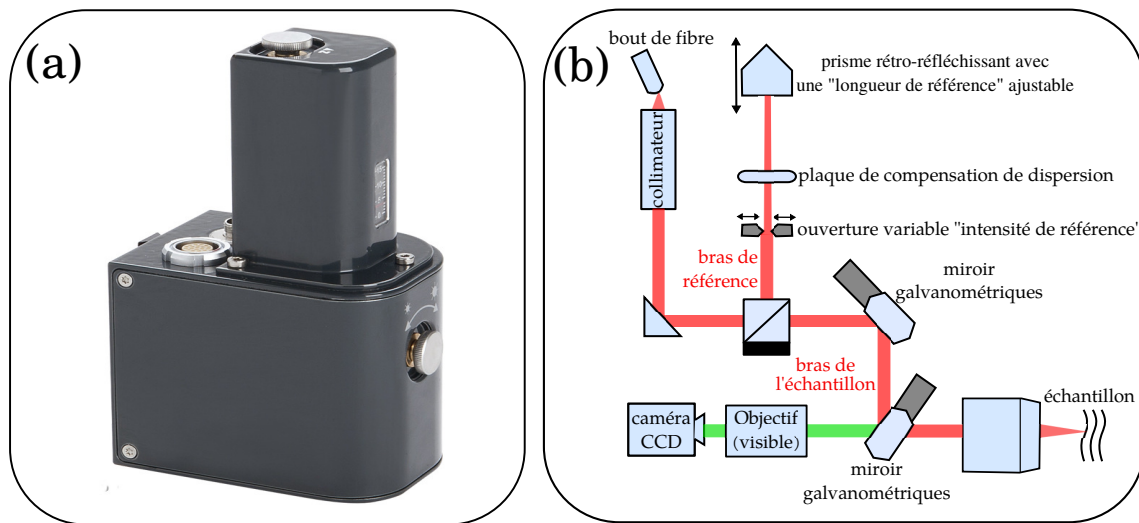 (a)
(b)
bout de fibre
prisme rétro-réfléchissant avec
une "longueur de référence" ajustable
collimateur
plaque de compensation de dispersion
ouverture variable "intensité de référence"
bras de
référence
miroir
galvanométriques
bras de
l'échantillon
échantillon
caméra
CCD
Objectif
(visible)
miroir
galvanométriques